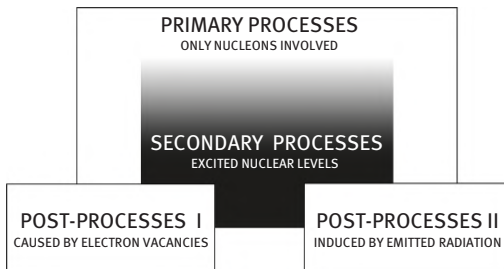 PRIMARY PROCESSES
ONLY NUCLEONS INVOLVED
SECONDARY PROCESSES
EXCITED NUCLEAR LEVELS
POST-PROCESSES I
CAUSED BY ELECTRON VACANCIES
POST-PROCESSES II
INDUCED BY EMITTED RADIATION